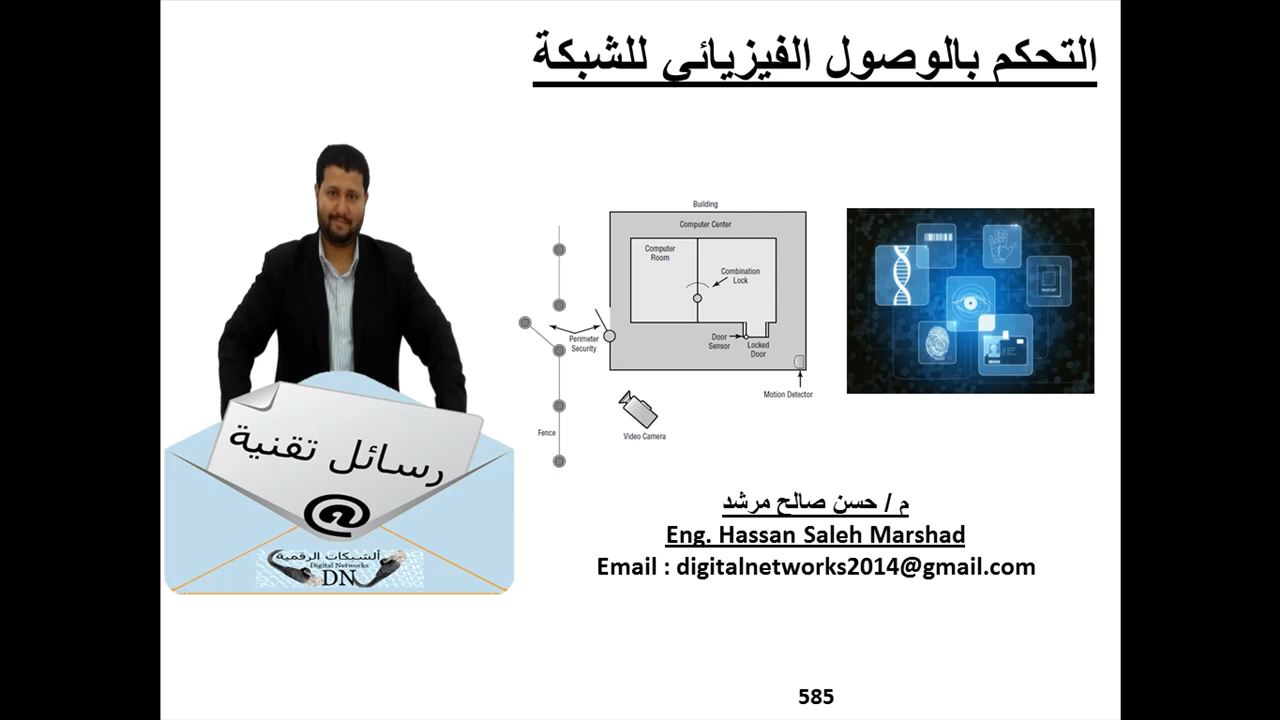 التحكم بالوصول الفيزيائي للشبكة
Building
Computer Center
Computer
Room
Combination
Lock
Perimeter
Security
Door
Sensor
Locked
Door
Motion Detector
Fence
Video Camera
PASSPORT
رسائل تقنية
@
الشبكات الرقمية
Digital Networks
DN
م / حسن صالح مرشد
Eng. Hassan Saleh Marshad
Email : digitalnetworks2014@gmail.com
585